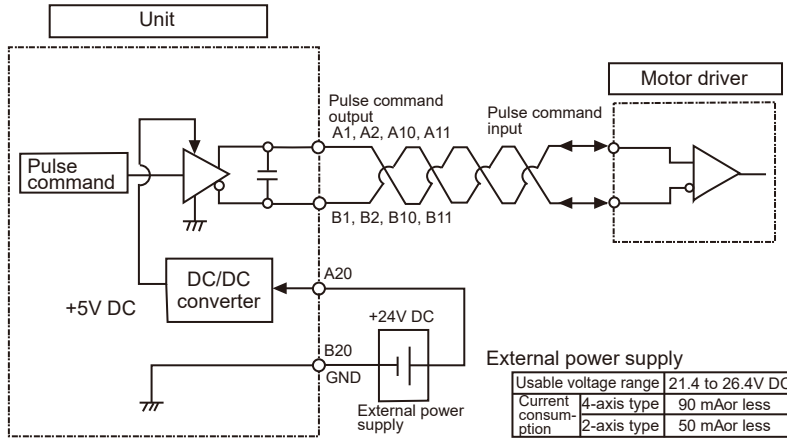 Unit
Motor driver
Pulse command
output
A1, A2, A10, A11
Pulse command
input
Pulse
command
B1, B2, B10, B11
DC/DC
converter
A20
+5V DC
+24V DC
B20
GND
External power
supply
External power supply
Usable voltage range 21.4 to 26.4V DC
Current
consum-
ption
4-axis type 90 mAor less
2-axis type 50 mAor less